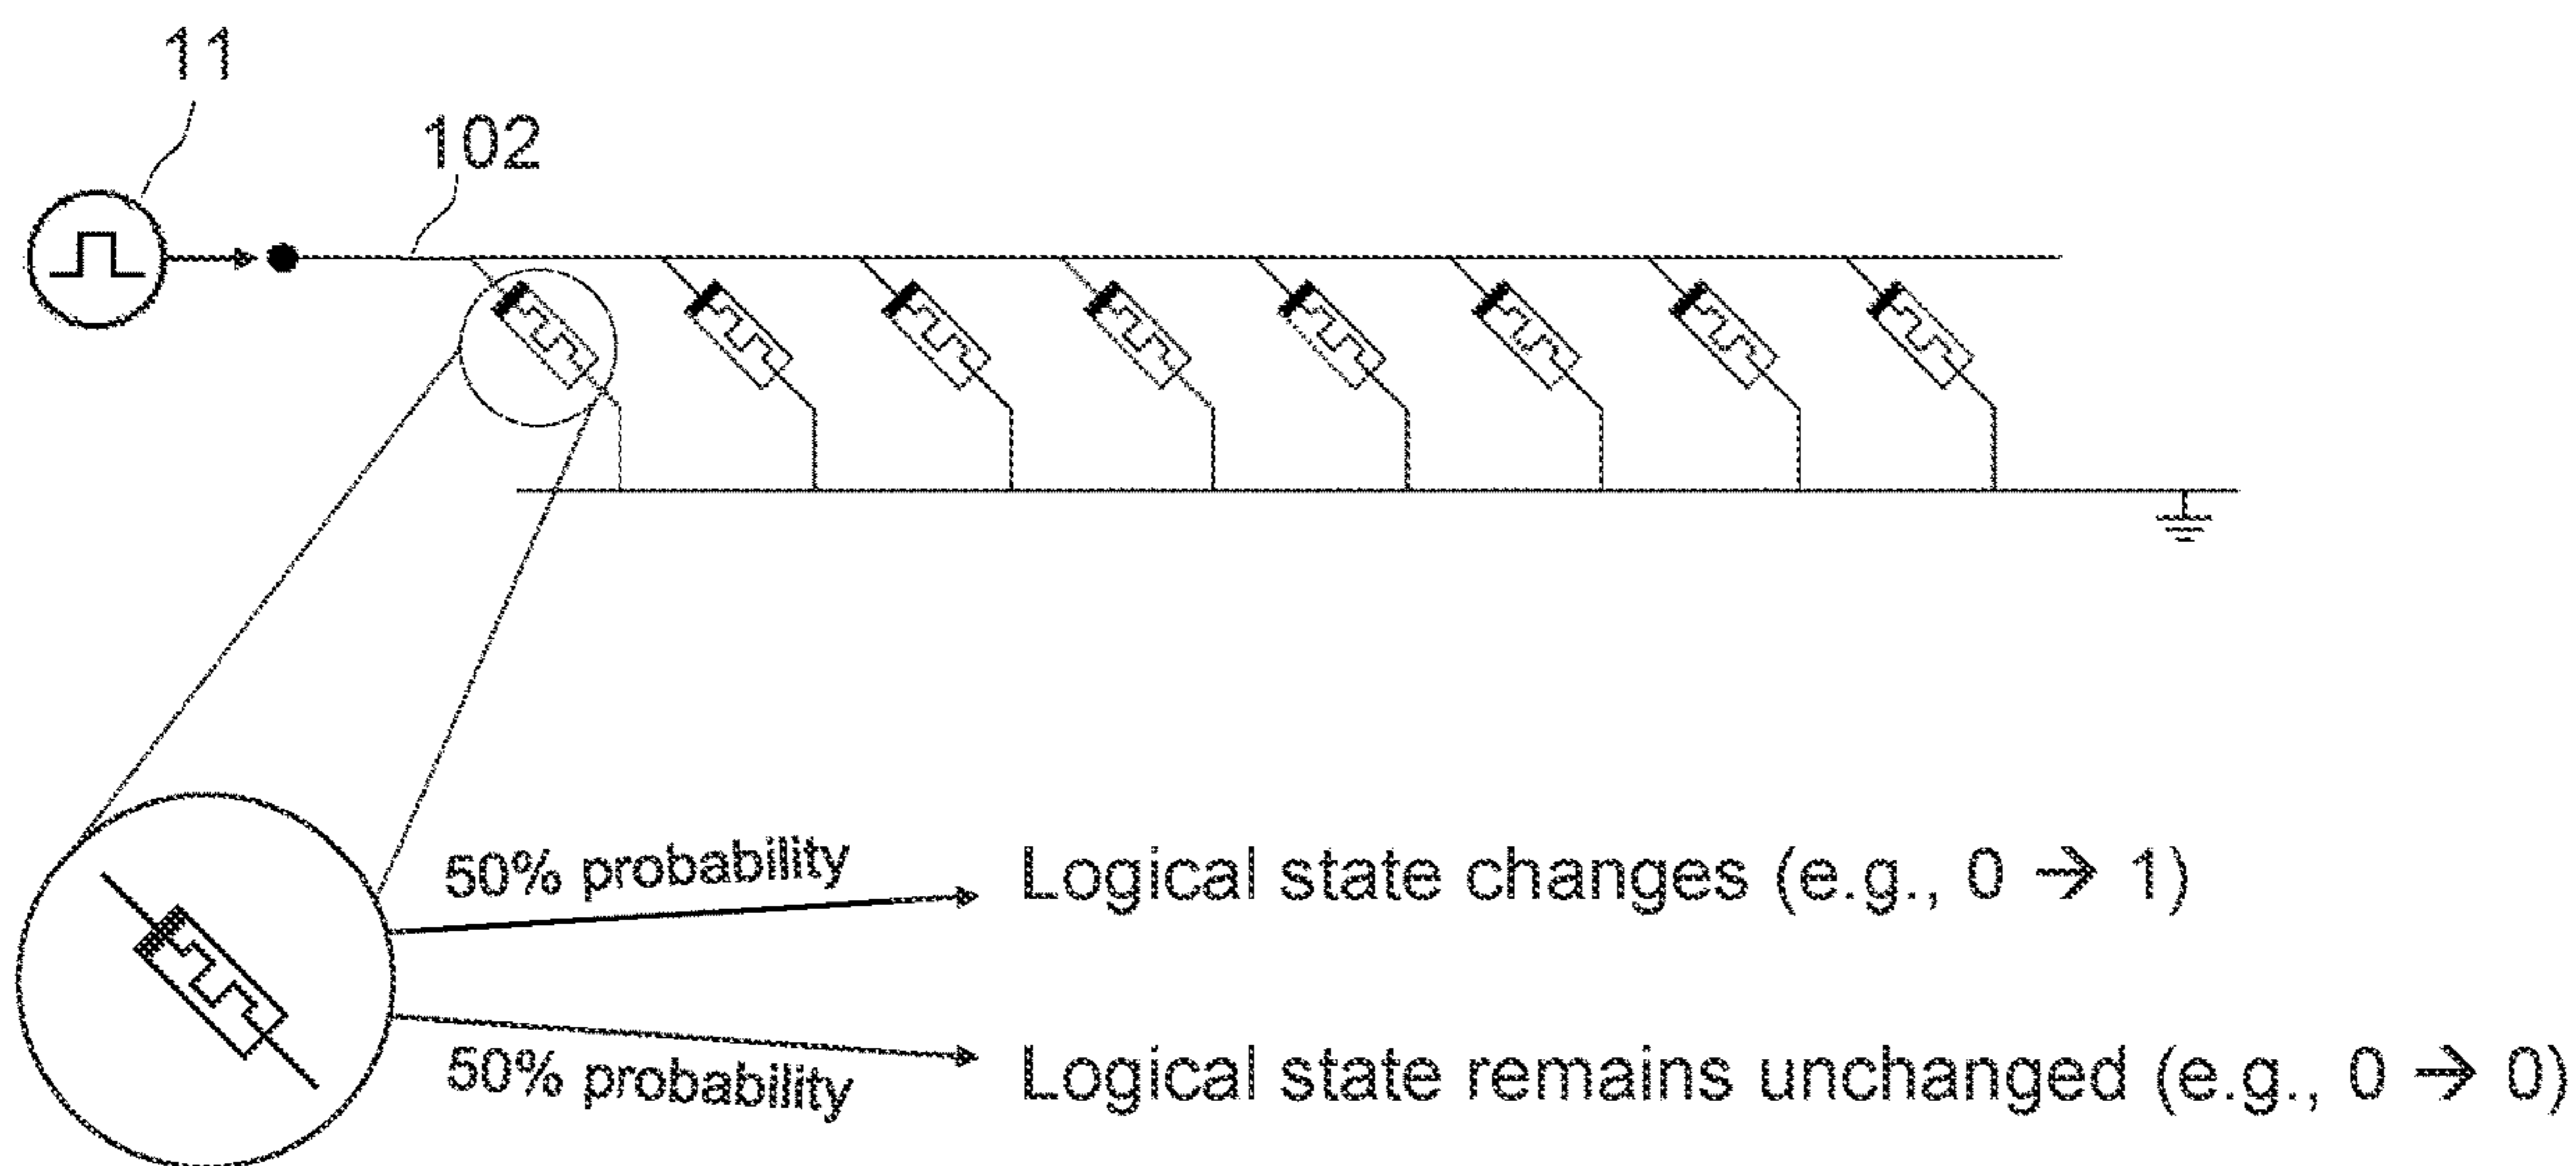 11
102
50% probability
Logical state changes (e.g., 0 → 1)
50% probability
Logical state remains unchanged (e.g., 0 → 0)